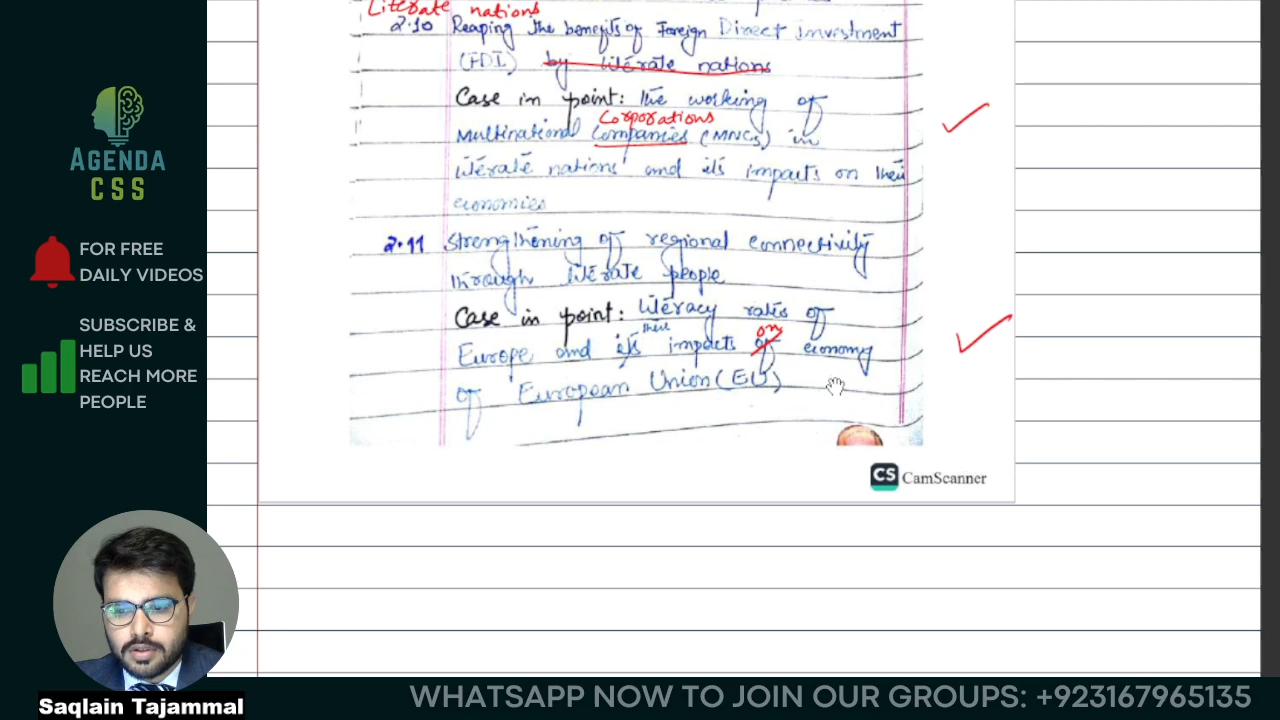 Literate nations
2.10 Reaping the benefits of Foreign Direct investment
(FDI) by literate nations
Case in point: the working of
Corporations
Multinational Companies (MNCs) in
literate nations and its impacts on their
economies
2.11 Strengthening of regional connectivity
through literate people
Case in point: literacy rates of
their on
Europe and its impacts of economy
of European Union (EU)
CS CamScanner
AGENDA
CSS
FOR FREE
DAILY VIDEOS
SUBSCRIBE &
HELP US
REACH MORE
PEOPLE
Saqlain Tajammal
WHATSAPP NOW TO JOIN OUR GROUPS: +923167965135